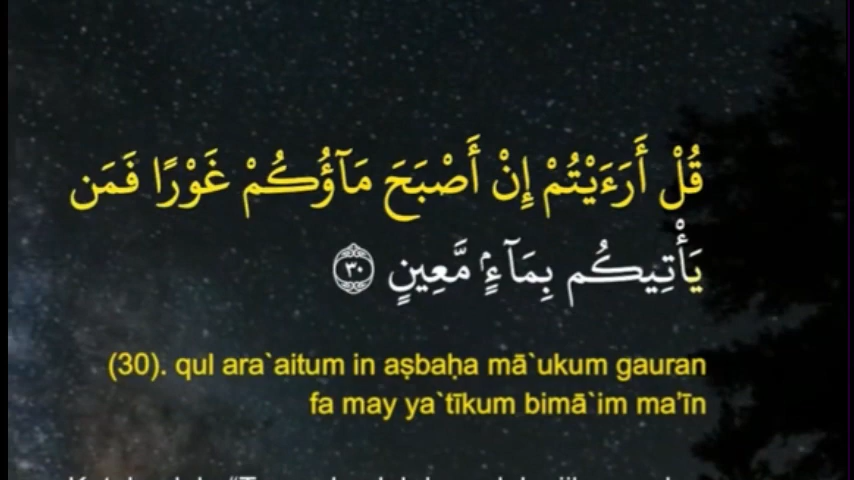 قُلْ أَرَءَيْتُمْ إِنْ أَصْبَحَ مَآؤُكُمْ غَوْرًا فَمَن
يَأْتِيكُم بِمَآءٍۢ مَّعِينٍ ٣٠
(30). qul ara`aitum in aṣbaḥa mā`ukum gauran
fa may ya`tīkum bimā`im ma’īn